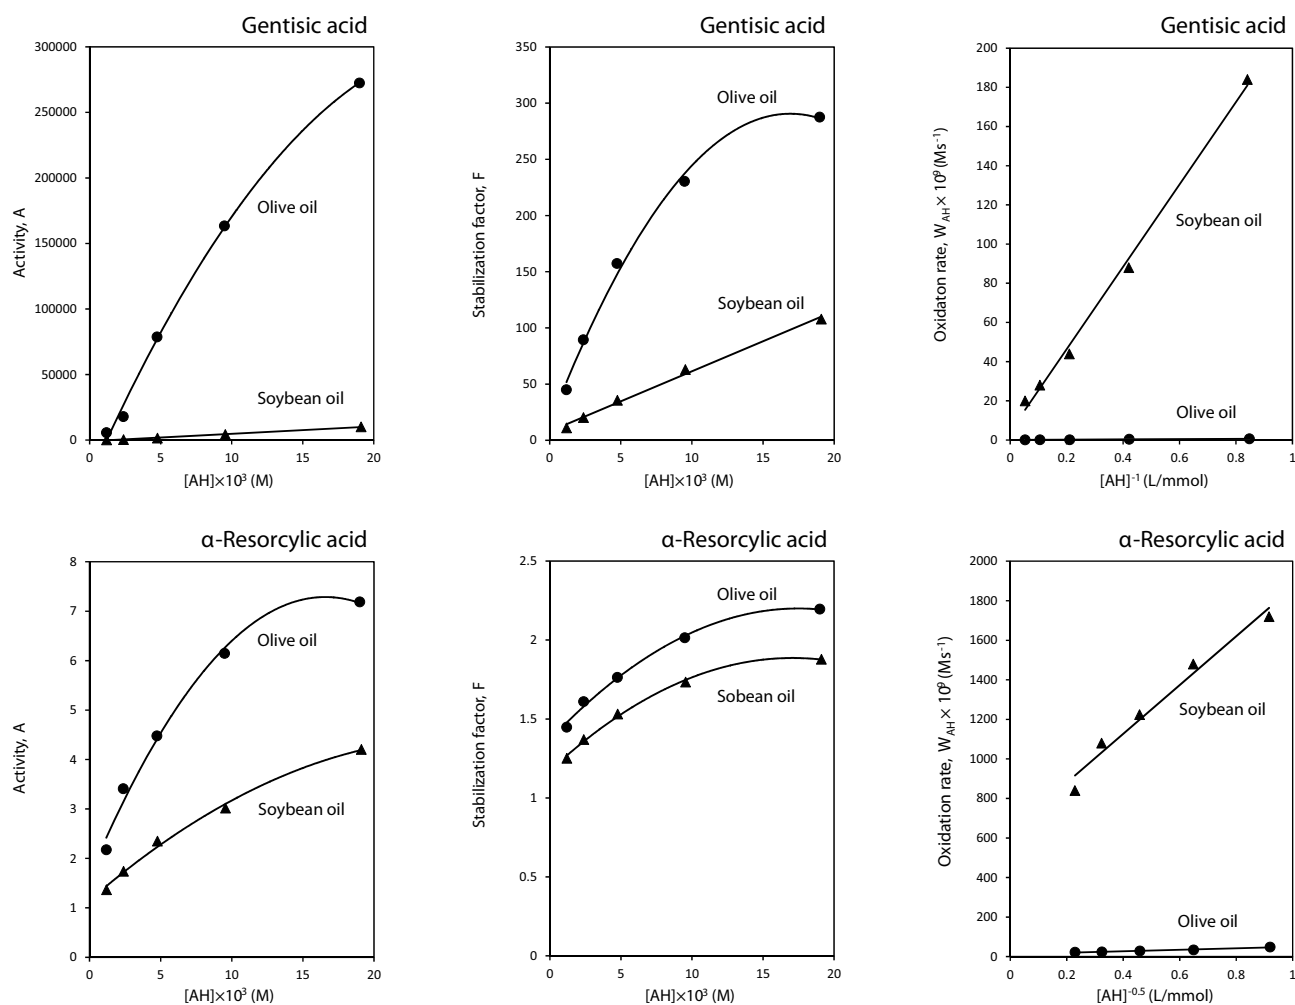 Gentisic acid
300000
250000
200000
150000
100000
50000
0
0 5 10 15 20
Activity, A
[AH]×10³ (M)
Olive oil
Soybean oil
Gentisic acid
350
300
250
200
150
100
50
0
0 5 10 15 20
Stabilization factor, F
[AH]×10³ (M)
Olive oil
Soybean oil
Gentisic acid
200
180
160
140
120
100
80
60
40
20
0
0 0.2 0.4 0.6 0.8 1
Oxidaton rate, W_AH × 10⁹ (Ms⁻¹)
[AH]⁻¹ (L/mmol)
Soybean oil
Olive oil
α-Resorcylic acid
8
7
6
5
4
3
2
1
0
0 5 10 15 20
Activity, A
[AH]×10³ (M)
Olive oil
Soybean oil
α-Resorcylic acid
2.5
2
1.5
1
0.5
0
0 5 10 15 20
Stabilization factor, F
[AH]×10³ (M)
Olive oil
Sobean oil
α-Resorcylic acid
2000
1800
1600
1400
1200
1000
800
600
400
200
0
0 0.2 0.4 0.6 0.8 1
Oxidation rate, W_AH × 10⁹ (Ms⁻¹)
[AH]⁻⁰·⁵ (L/mmol)
Soybean oil
Olive oil